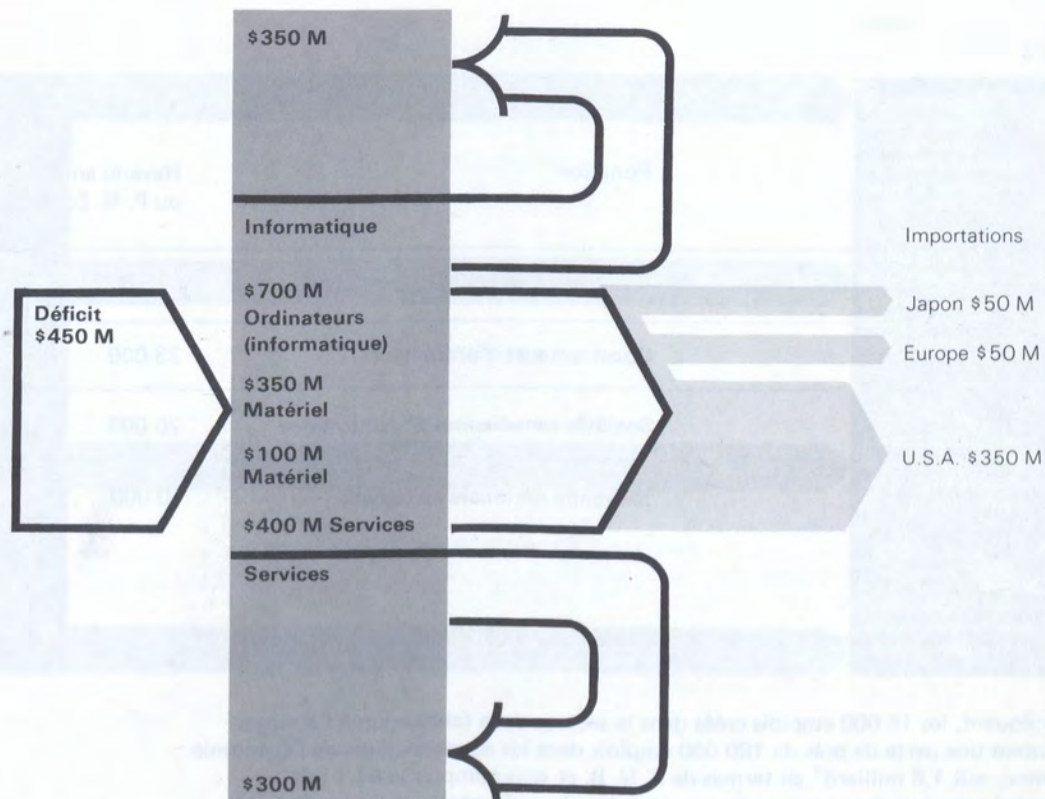 $350 M
Informatique
Importations
Déficit
$450 M
$700 M
Ordinateurs
(informatique)
$350 M
Matériel
$100 M
Matériel
$400 M Services
Services
$300 M
Japon $50 M
Europe $50 M
U.S.A. $350 M